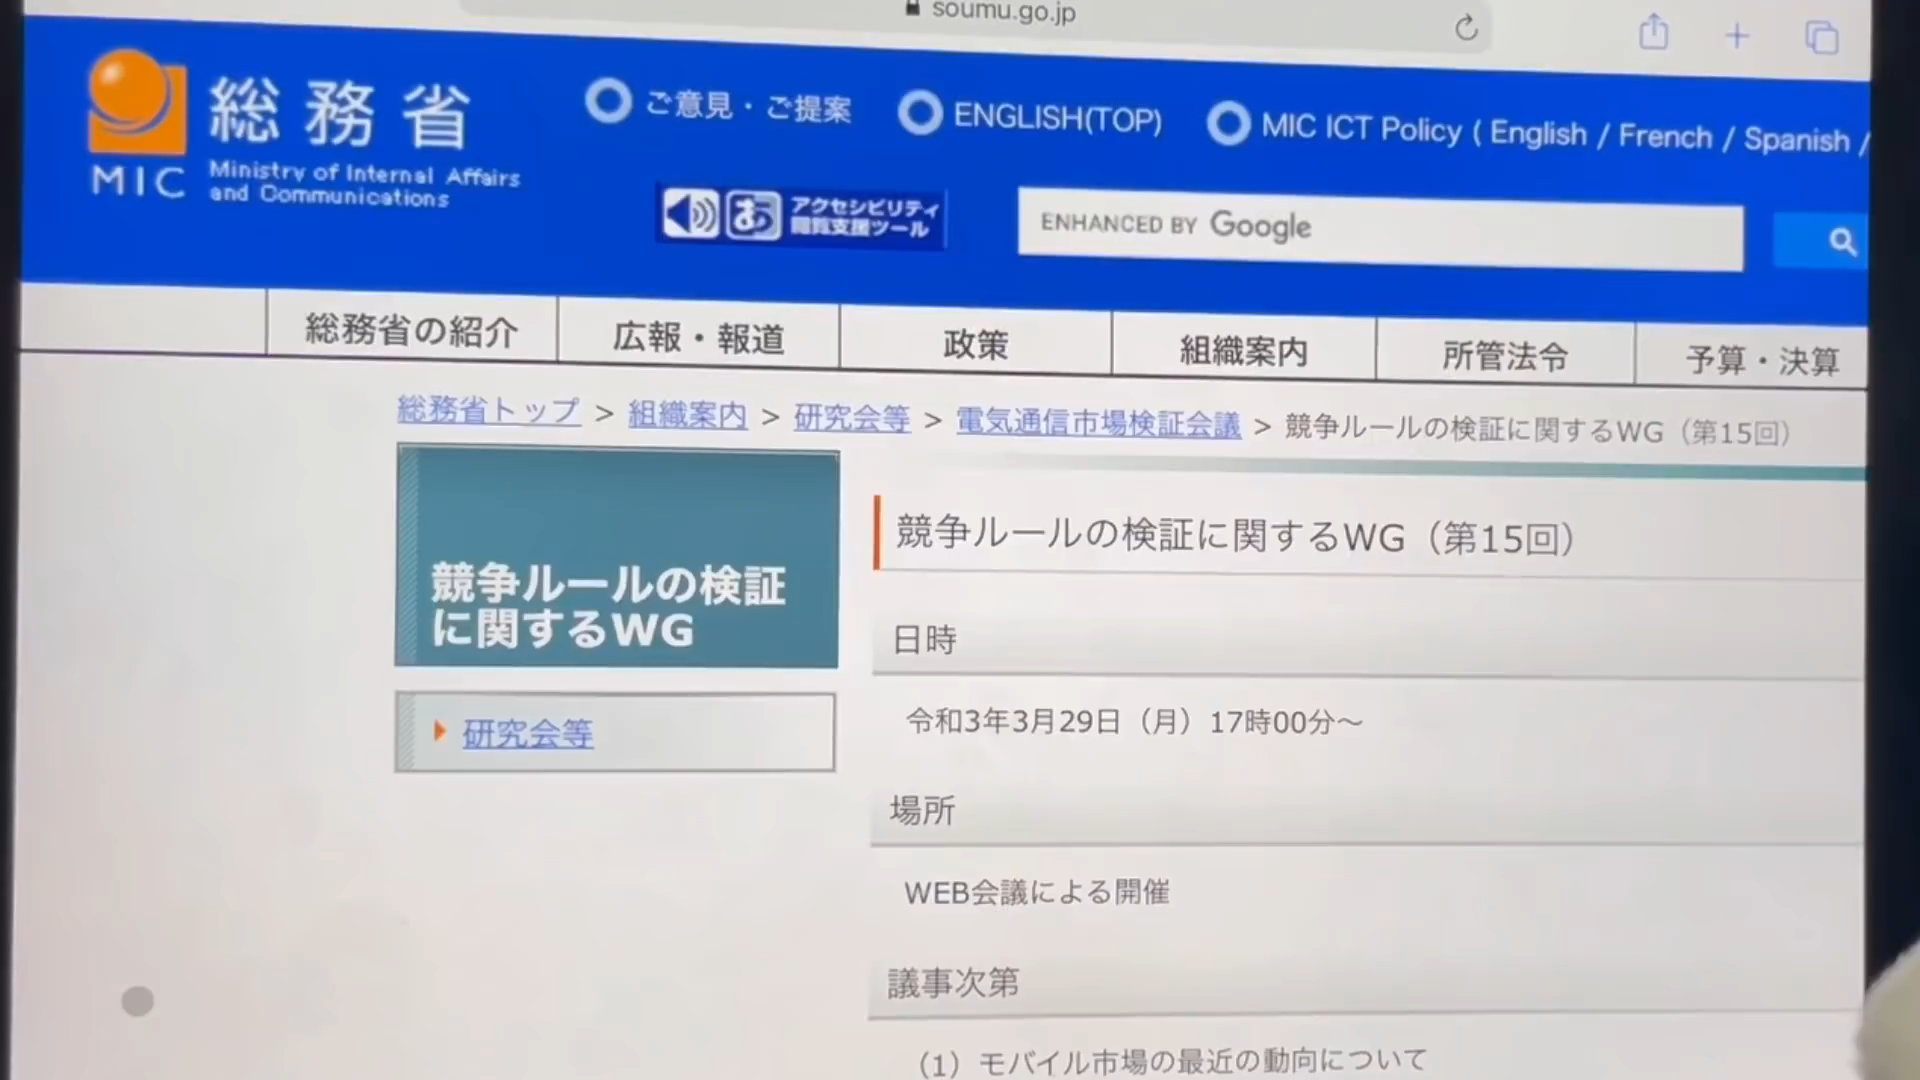 soumu.go.jp
総務省
MIC
Ministry of Internal Affairs
and Communications
ご意見・ご提案
ENGLISH(TOP)
MIC ICT Policy ( English / French / Spanish /
あ
アクセシビリティ
閲覧支援ツール
ENHANCED BY Google
総務省の紹介
広報・報道
政策
組織案内
所管法令
予算・決算
総務省トップ > 組織案内 > 研究会等 > 電気通信市場検証会議 > 競争ルールの検証に関するWG（第15回）
競争ルールの検証
に関するWG
研究会等
競争ルールの検証に関するWG（第15回）
日時
令和3年3月29日（月）17時00分～
場所
WEB会議による開催
議事次第
（1）モバイル市場の最近の動向について